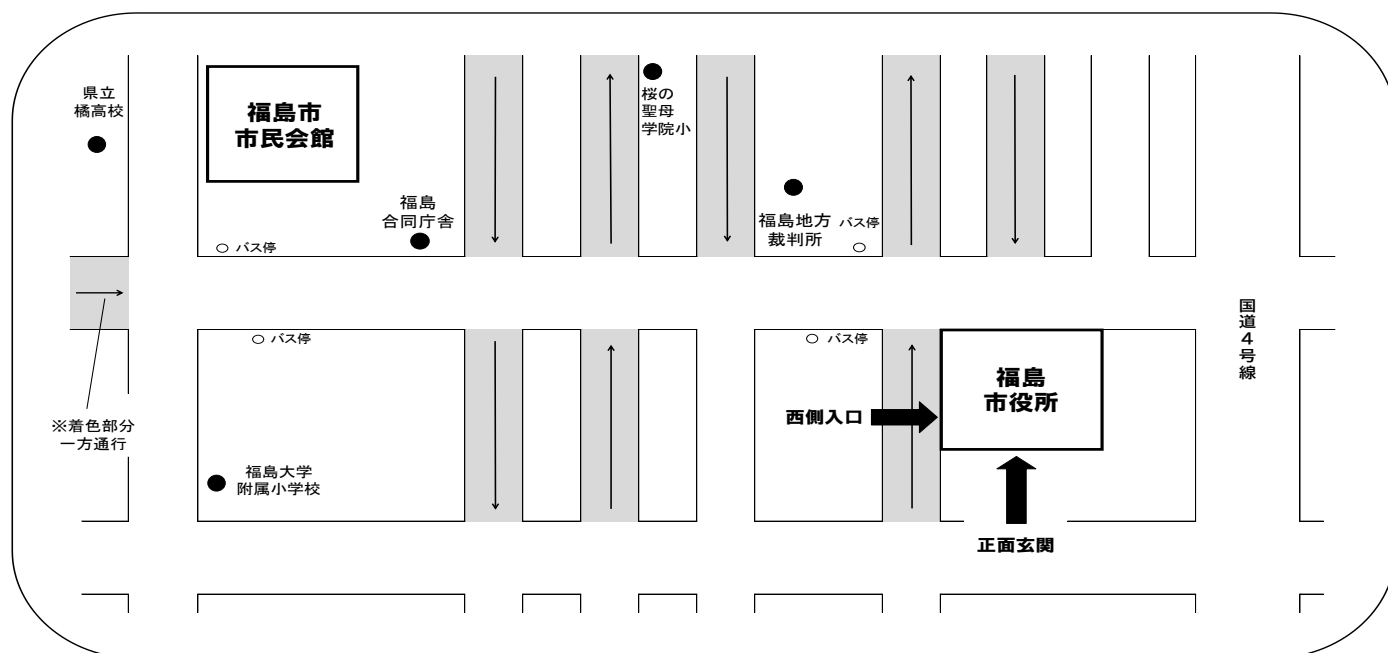 県立
橘高校
福島市
市民会館
桜の
聖母
学院小
福島
合同庁舎
福島地方
裁判所
バス停
バス停
国道4号線
バス停
バス停
福島
市役所
西側入口
※着色部分
一方通行
福島大学
附属小学校
正面玄関